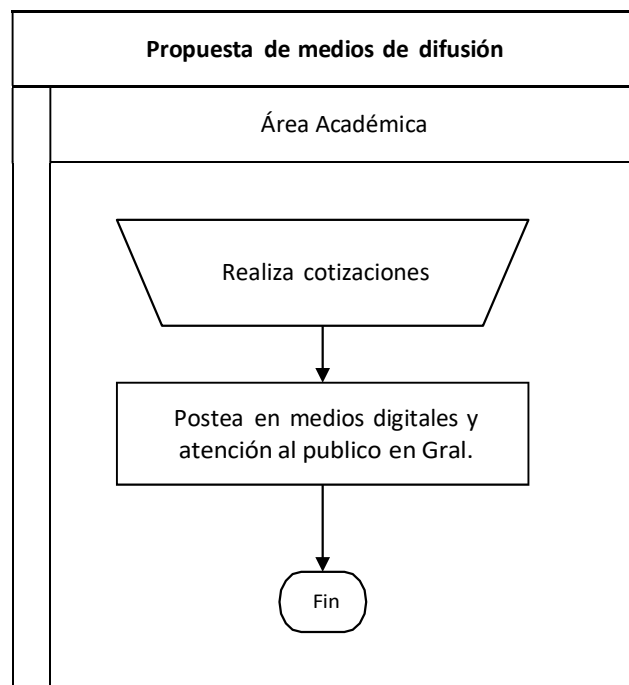 Propuesta de medios de difusión
Área Académica
Realiza cotizaciones
Postea en medios digitales y
atención al publico en Gral.
Fin